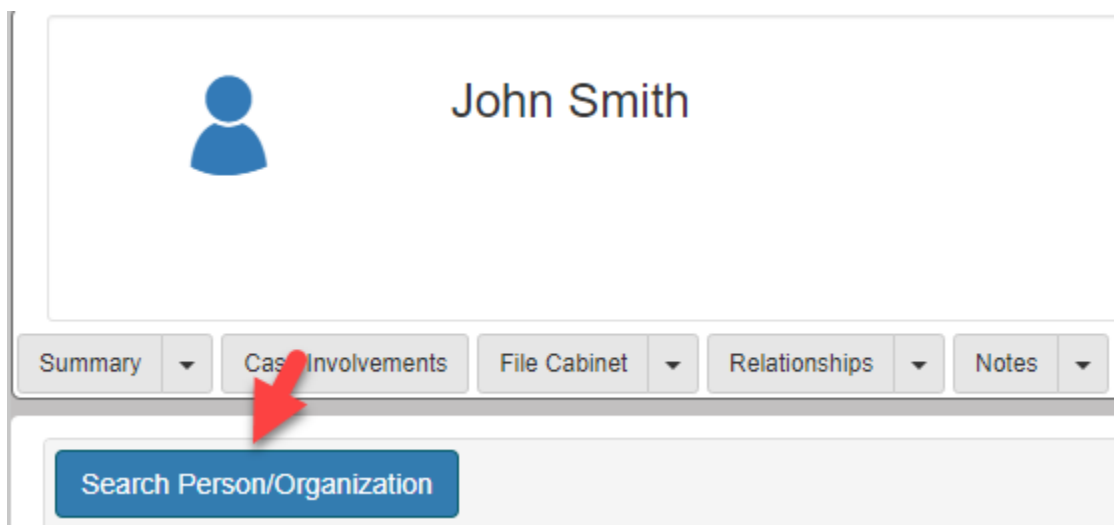 John Smith
Summary Case Involvements File Cabinet Relationships Notes
Search Person/Organization